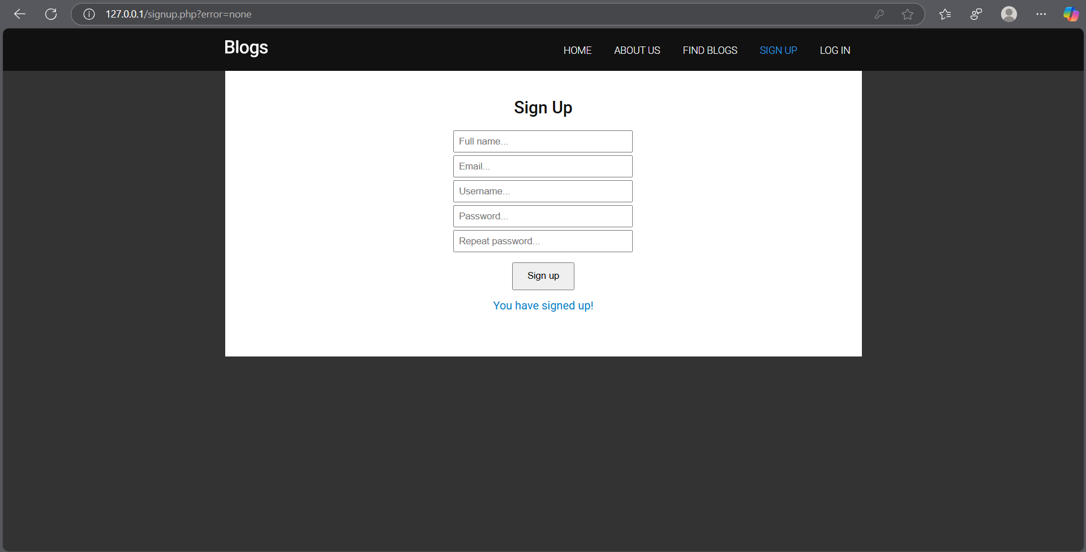 127.0.0.1/signup.php?error=none
Blogs
HOME ABOUT US FIND BLOGS SIGN UP LOG IN
Sign Up
Full name...
Email...
Username...
Password...
Repeat password...
Sign up
You have signed up!